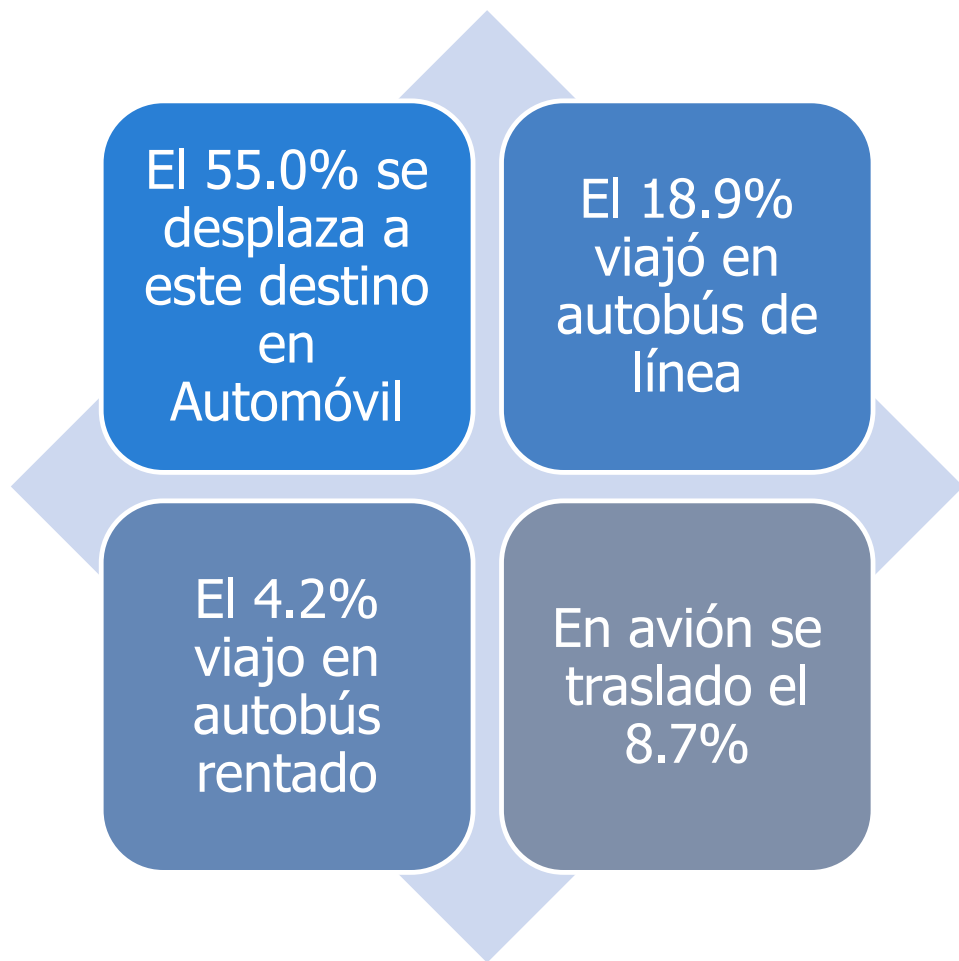 El 55.0% se
desplaza a
este destino
en
Automóvil
El 18.9%
viajó en
autobús de
línea
El 4.2%
viajo en
autobús
rentado
En avión se
traslado el
8.7%